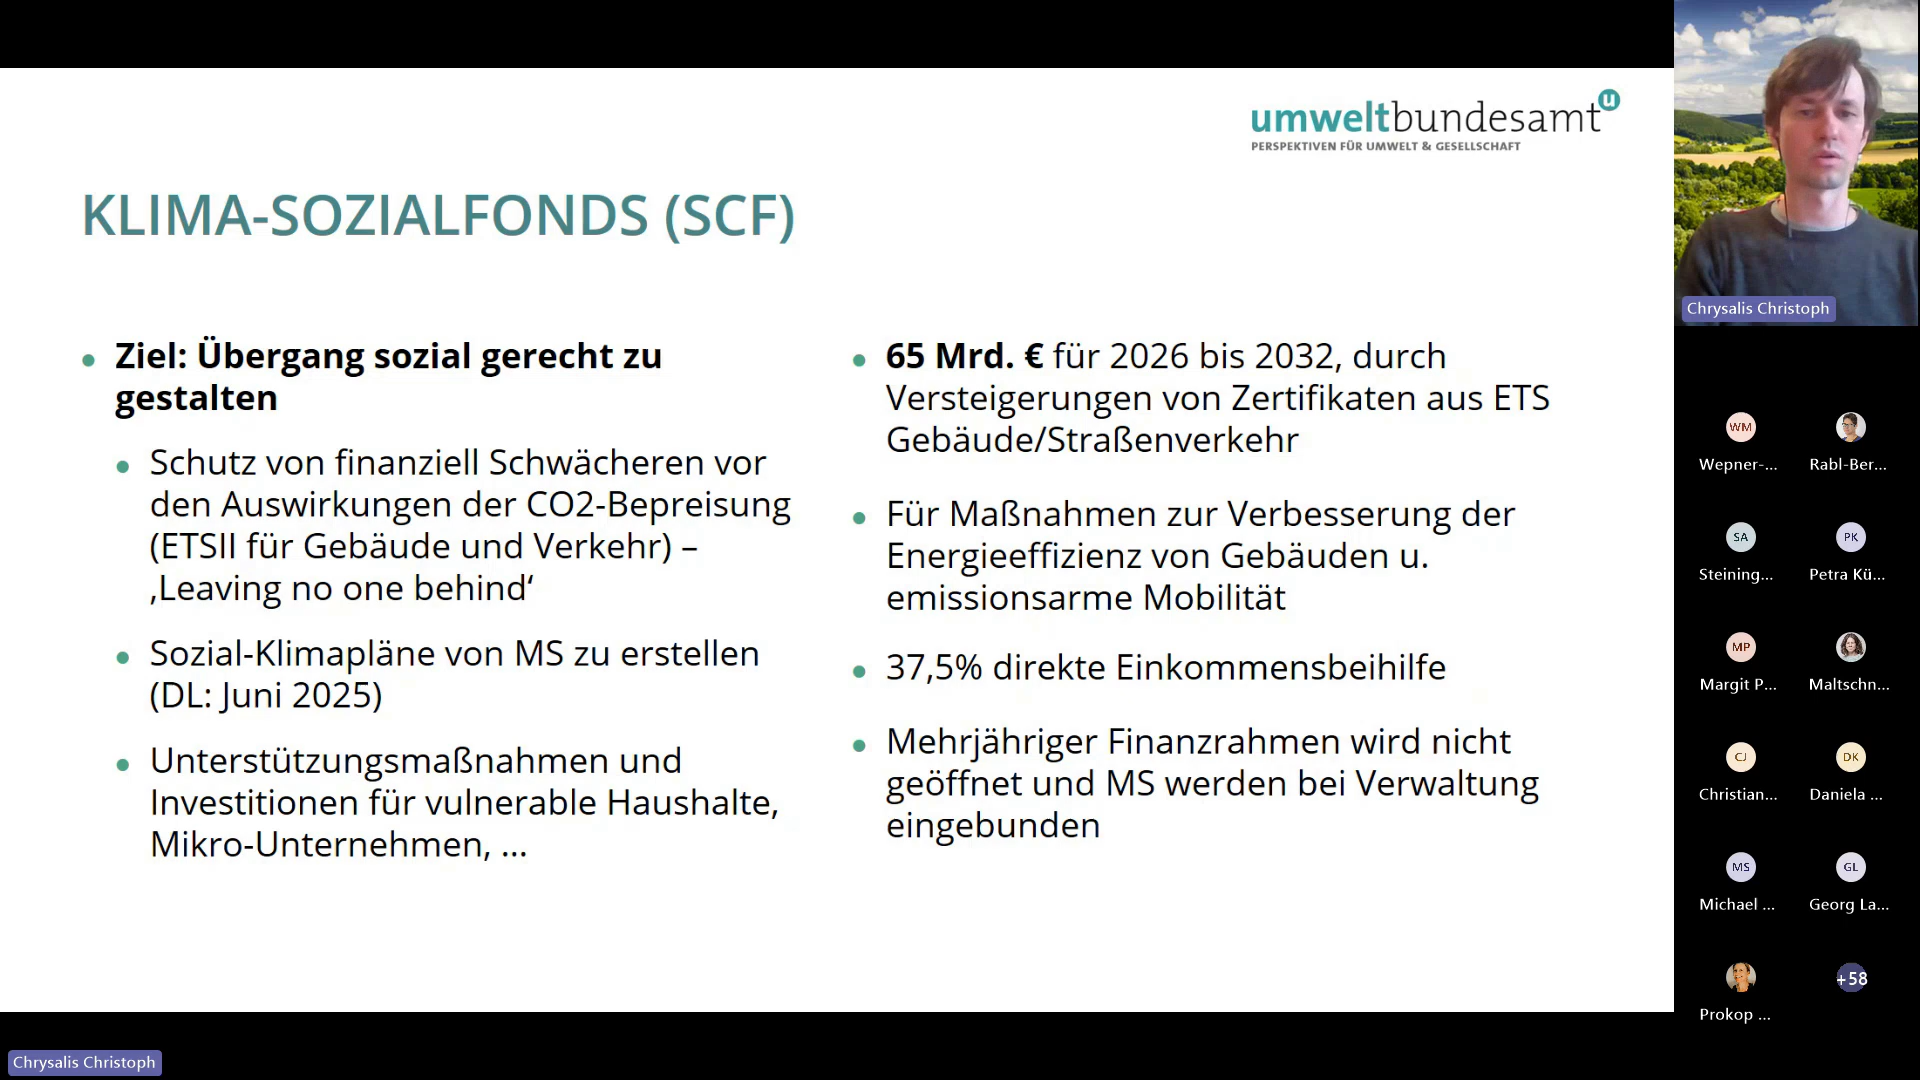 umweltbundesamt u
PERSPEKTIVEN FÜR UMWELT & GESELLSCHAFT
KLIMA-SOZIALFONDS (SCF)
• Ziel: Übergang sozial gerecht zu
gestalten
• Schutz von finanziell Schwächeren vor
den Auswirkungen der CO2-Bepreisung
(ETSII für Gebäude und Verkehr) –
‚Leaving no one behind‘
• Sozial-Klimapläne von MS zu erstellen
(DL: Juni 2025)
• Unterstützungsmaßnahmen und
Investitionen für vulnerable Haushalte,
Mikro-Unternehmen, ...
• 65 Mrd. € für 2026 bis 2032, durch
Versteigerungen von Zertifikaten aus ETS
Gebäude/Straßenverkehr
• Für Maßnahmen zur Verbesserung der
Energieeffizienz von Gebäuden u.
emissionsarme Mobilität
• 37,5% direkte Einkommensbeihilfe
• Mehrjähriger Finanzrahmen wird nicht
geöffnet und MS werden bei Verwaltung
eingebunden
Chrysalis Christoph
WM
Wepner-...
Rabl-Ber...
SA
Steining...
PK
Petra Kü...
MP
Margit P...
Maltschn...
CJ
Christian...
DK
Daniela ...
MS
Michael ...
GL
Georg La...
Prokop ...
+58
Chrysalis Christoph